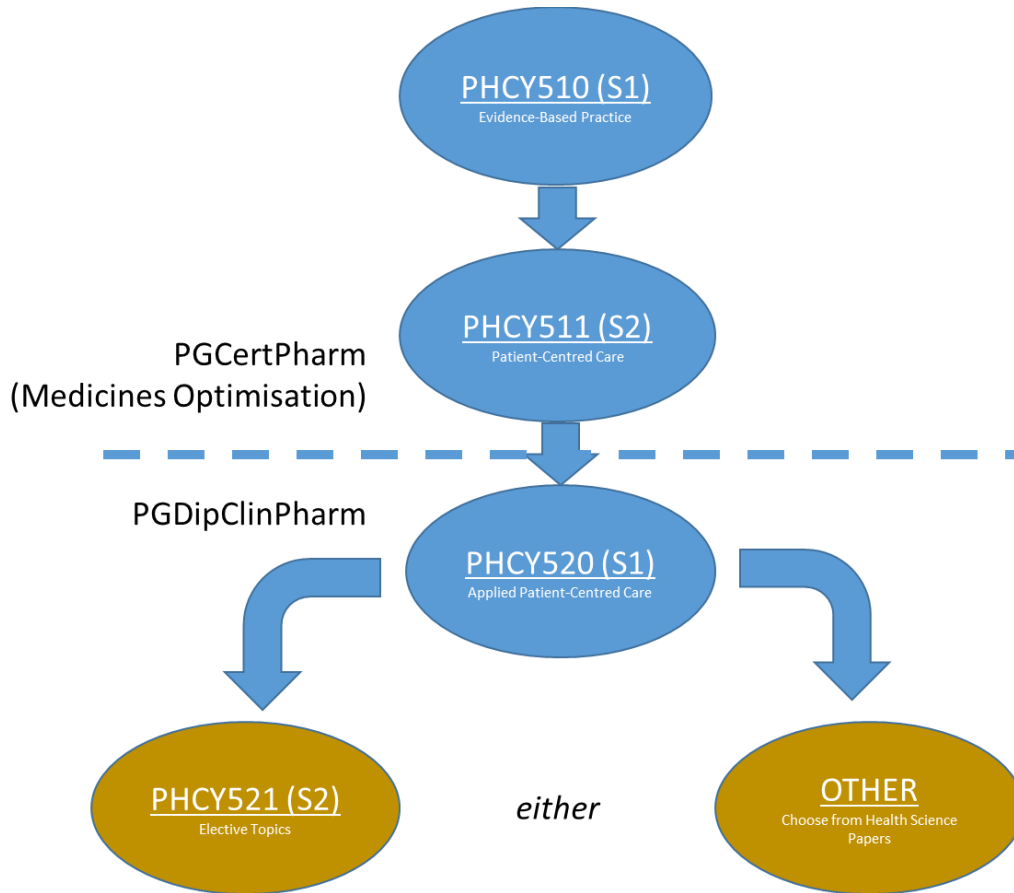 PHCY510 (S1)
Evidence-Based Practice
PHCY511 (S2)
Patient-Centred Care
PGCertPharm
(Medicines Optimisation)
PGDipClinPharm
PHCY520 (S1)
Applied Patient-Centred Care
PHCY521 (S2)
Elective Topics
either
OTHER
Choose from Health Science
Papers